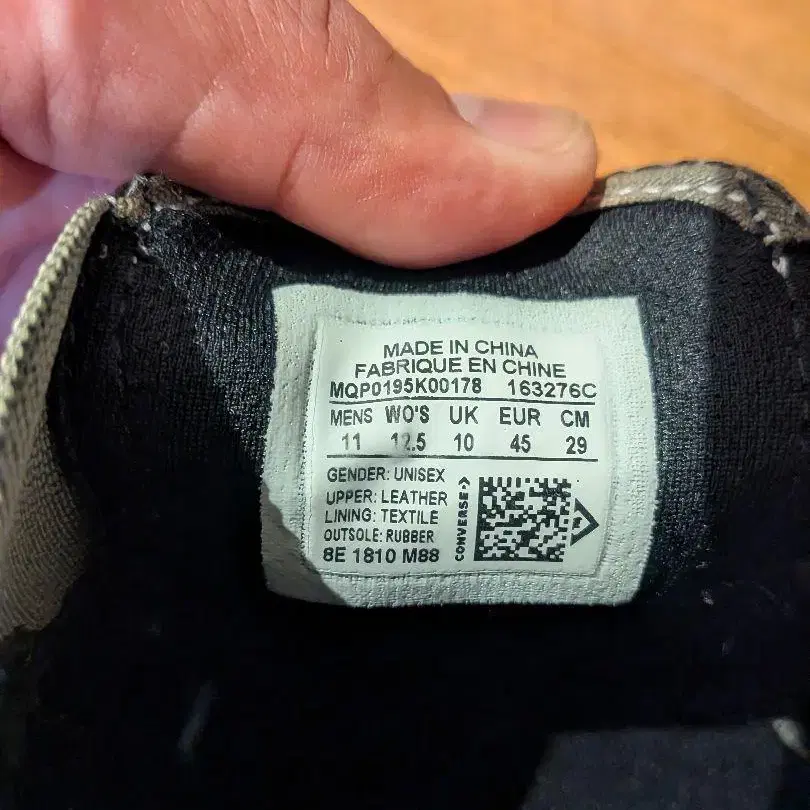 MADE IN CHINA
FABRIQUE EN CHINE
MQP0195K00178 163276C
MENS WO'S UK EUR CM
11 12.5 10 45 29
GENDER: UNISEX
UPPER: LEATHER
LINING: TEXTILE
OUTSOLE: RUBBER
8E 1810 M88
CONVERSE